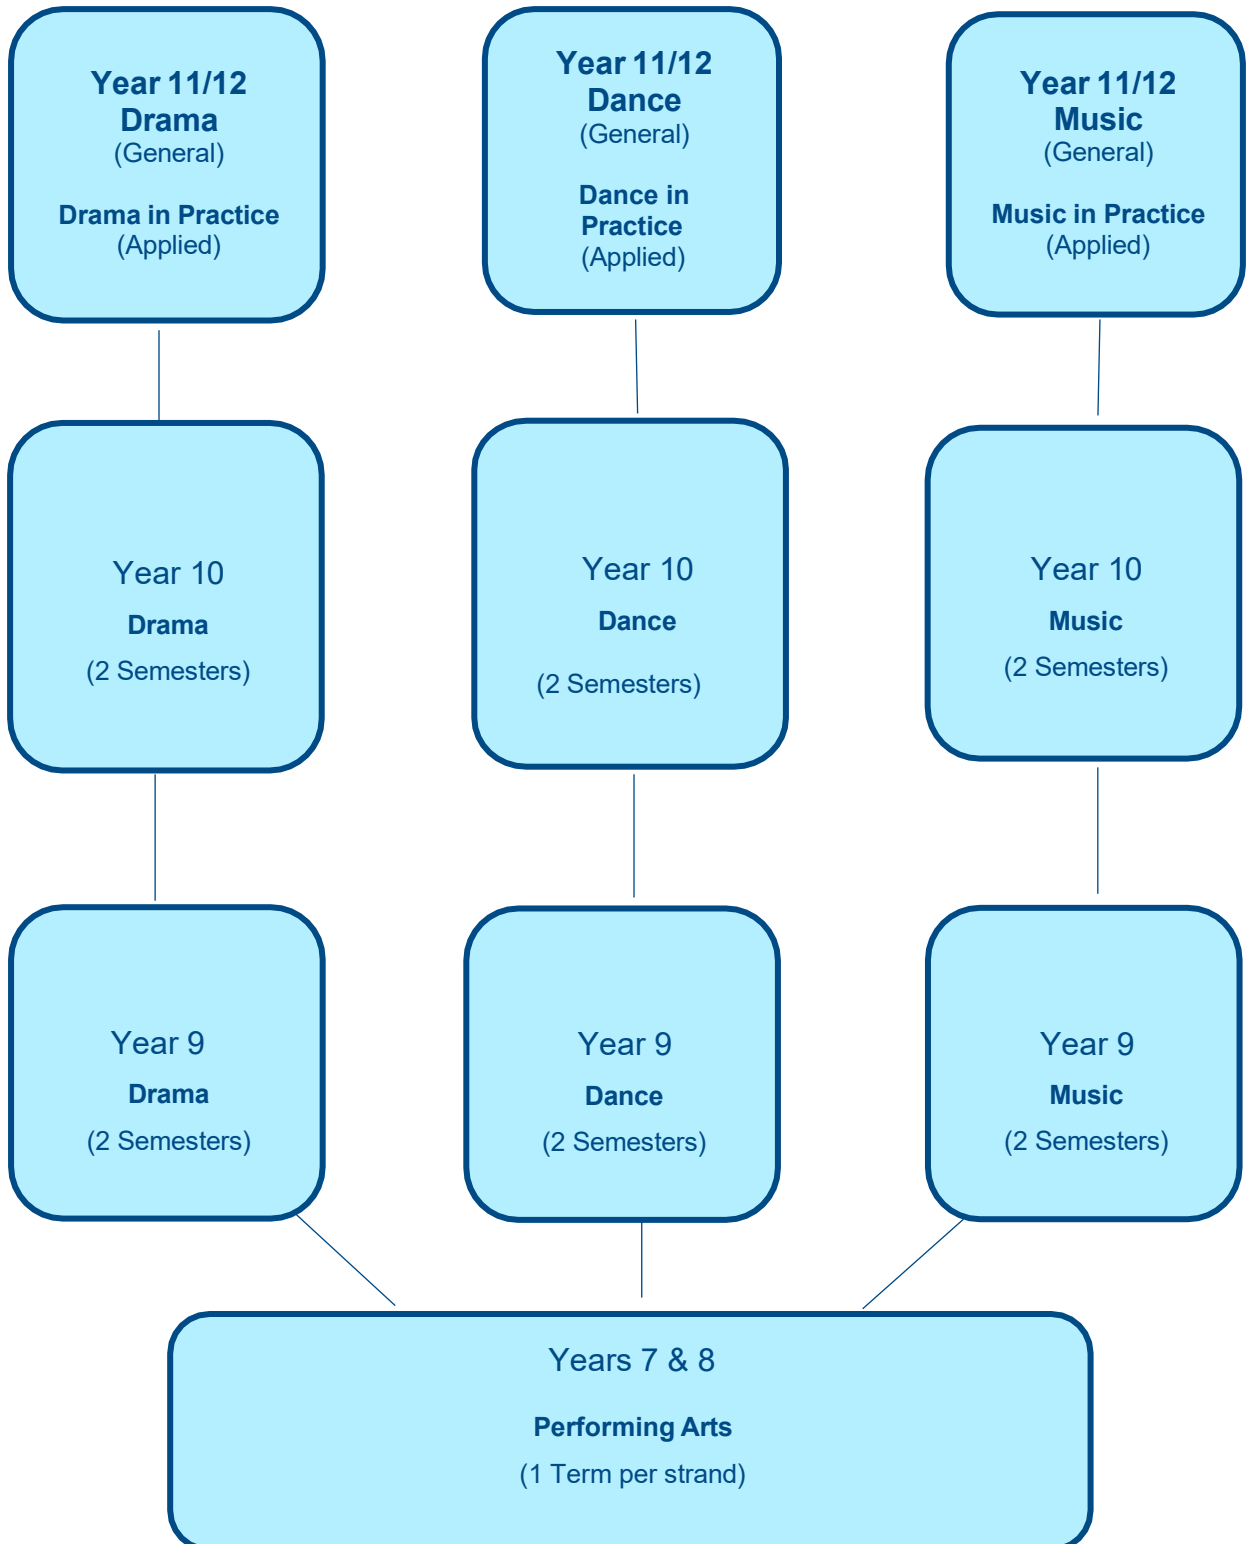 Year 11/12
Drama
(General)
Drama in Practice
(Applied)
Year 11/12
Dance
(General)
Dance in
Practice
(Applied)
Year 11/12
Music
(General)
Music in Practice
(Applied)
Year 10
Drama
(2 Semesters)
Year 10
Dance
(2 Semesters)
Year 10
Music
(2 Semesters)
Year 9
Drama
(2 Semesters)
Year 9
Dance
(2 Semesters)
Year 9
Music
(2 Semesters)
Years 7 & 8
Performing Arts
(1 Term per strand)